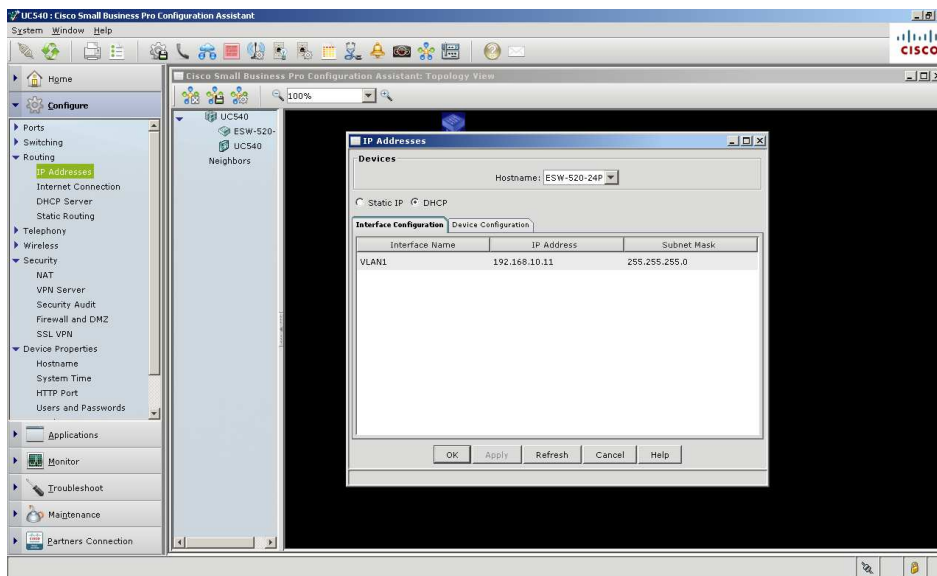 UC540 : Cisco Small Business Pro Configuration Assistant
System Window Help
CISCO
Home
Configure
Ports
Switching
Routing
IP Addresses
Internet Connection
DHCP Server
Static Routing
Telephony
Wireless
Security
NAT
VPN Server
Security Audit
Firewall and DMZ
SSL VPN
Device Properties
Hostname
System Time
HTTP Port
Users and Passwords
Applications
Monitor
Troubleshoot
Maintenance
Partners Connection
Cisco Small Business Pro Configuration Assistant: Topology View
100%
UC540
ESW-520-
UC540
Neighbors
IP Addresses
Devices
Hostname: ESW-520-24P
Static IP DHCP
Interface Configuration Device Configuration
Interface Name IP Address Subnet Mask
VLAN1 192.168.10.11 255.255.255.0
OK Apply Refresh Cancel Help